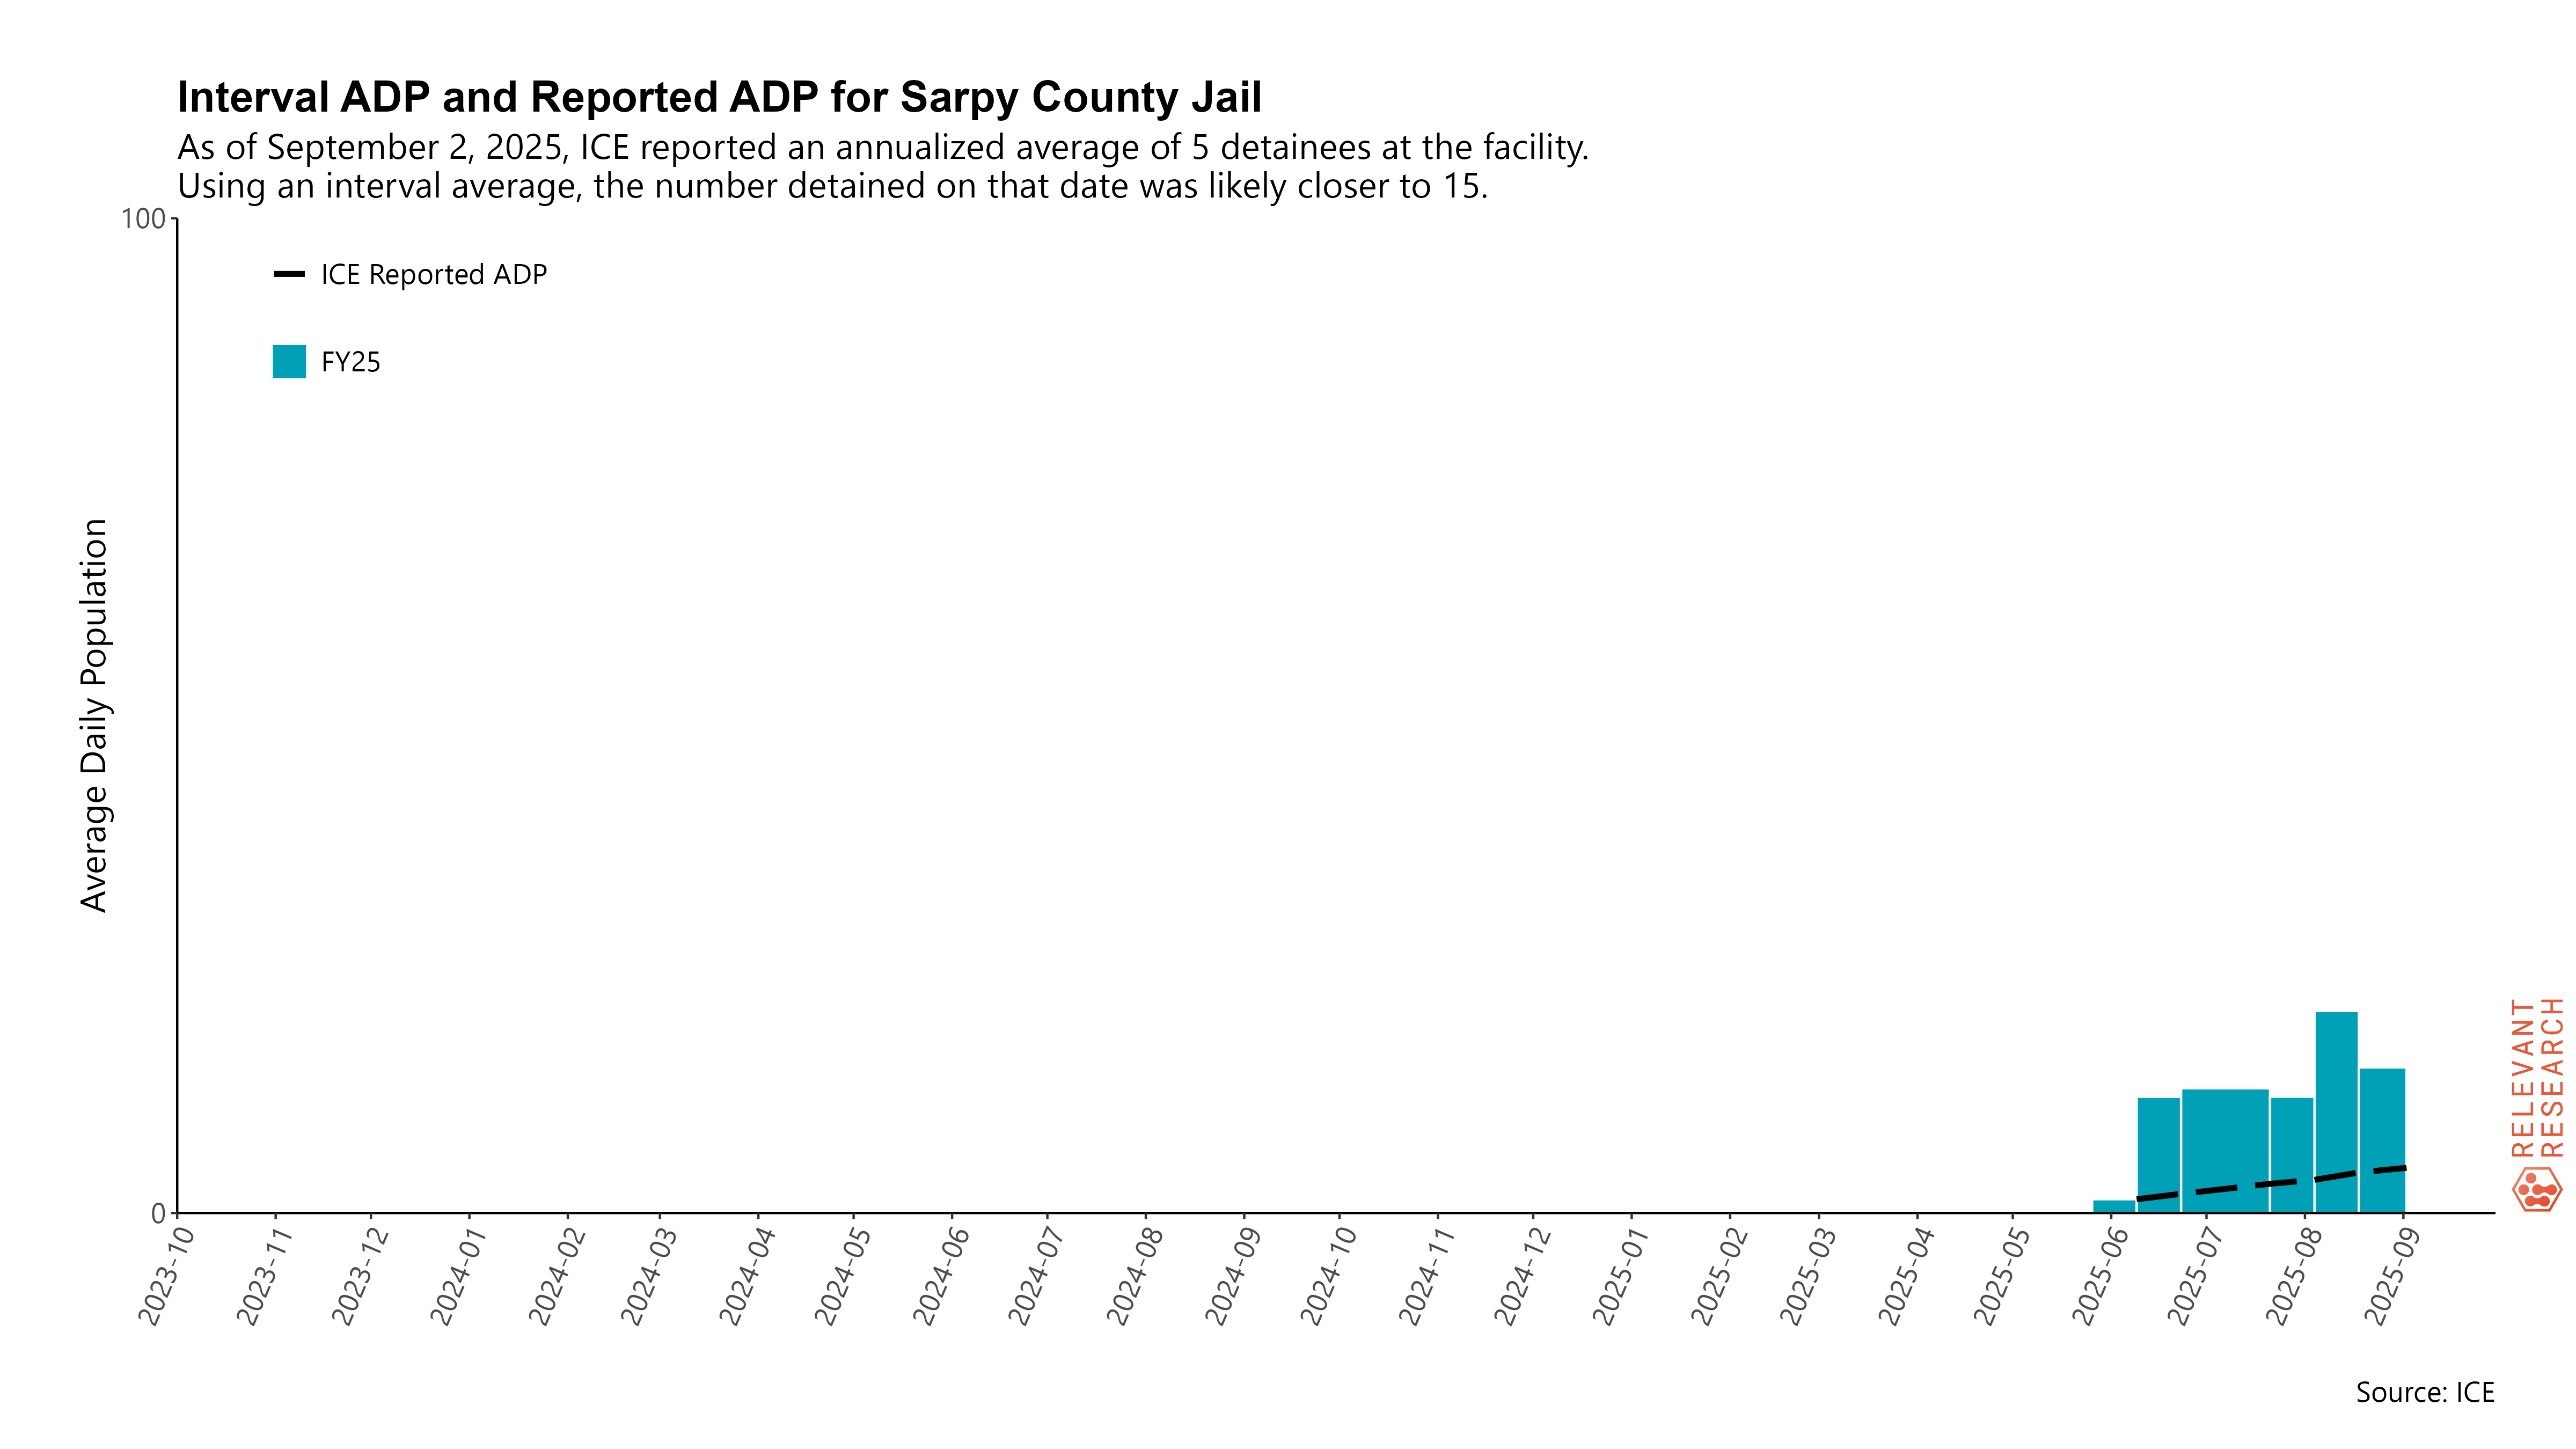 Interval ADP and Reported ADP for Sarpy County Jail
As of September 2, 2025, ICE reported an annualized average of 5 detainees at the facility.
Using an interval average, the number detained on that date was likely closer to 15.
100
ICE Reported ADP
FY25
Average Daily Population
0
2023-10
2023-11
2023-12
2024-01
2024-02
2024-03
2024-04
2024-05
2024-06
2024-07
2024-08
2024-09
2024-10
2024-11
2024-12
2025-01
2025-02
2025-03
2025-04
2025-05
2025-06
2025-07
2025-08
2025-09
RELEVANT
RESEARCH
Source: ICE